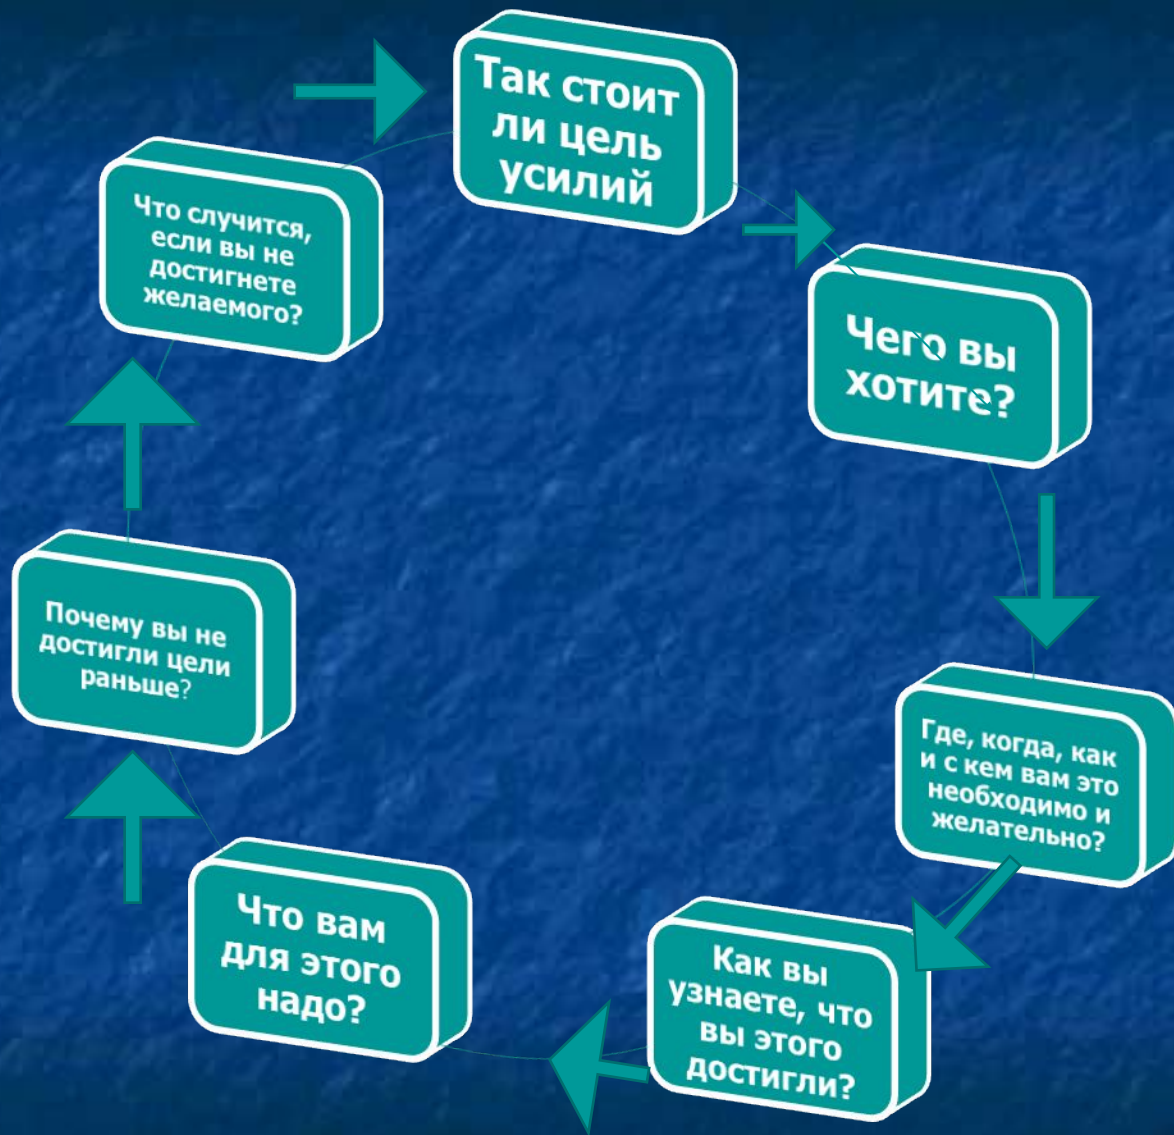 Так стоит
ли цель
усилий
Чего вы
хотите?
Где, когда, как
и с кем вам это
необходимо и
желательно?
Как вы
узнаете, что
вы этого
достигли?
Что вам
для этого
надо?
Почему вы не
достигли цели
раньше?
Что случится,
если вы не
достигнете
желаемого?